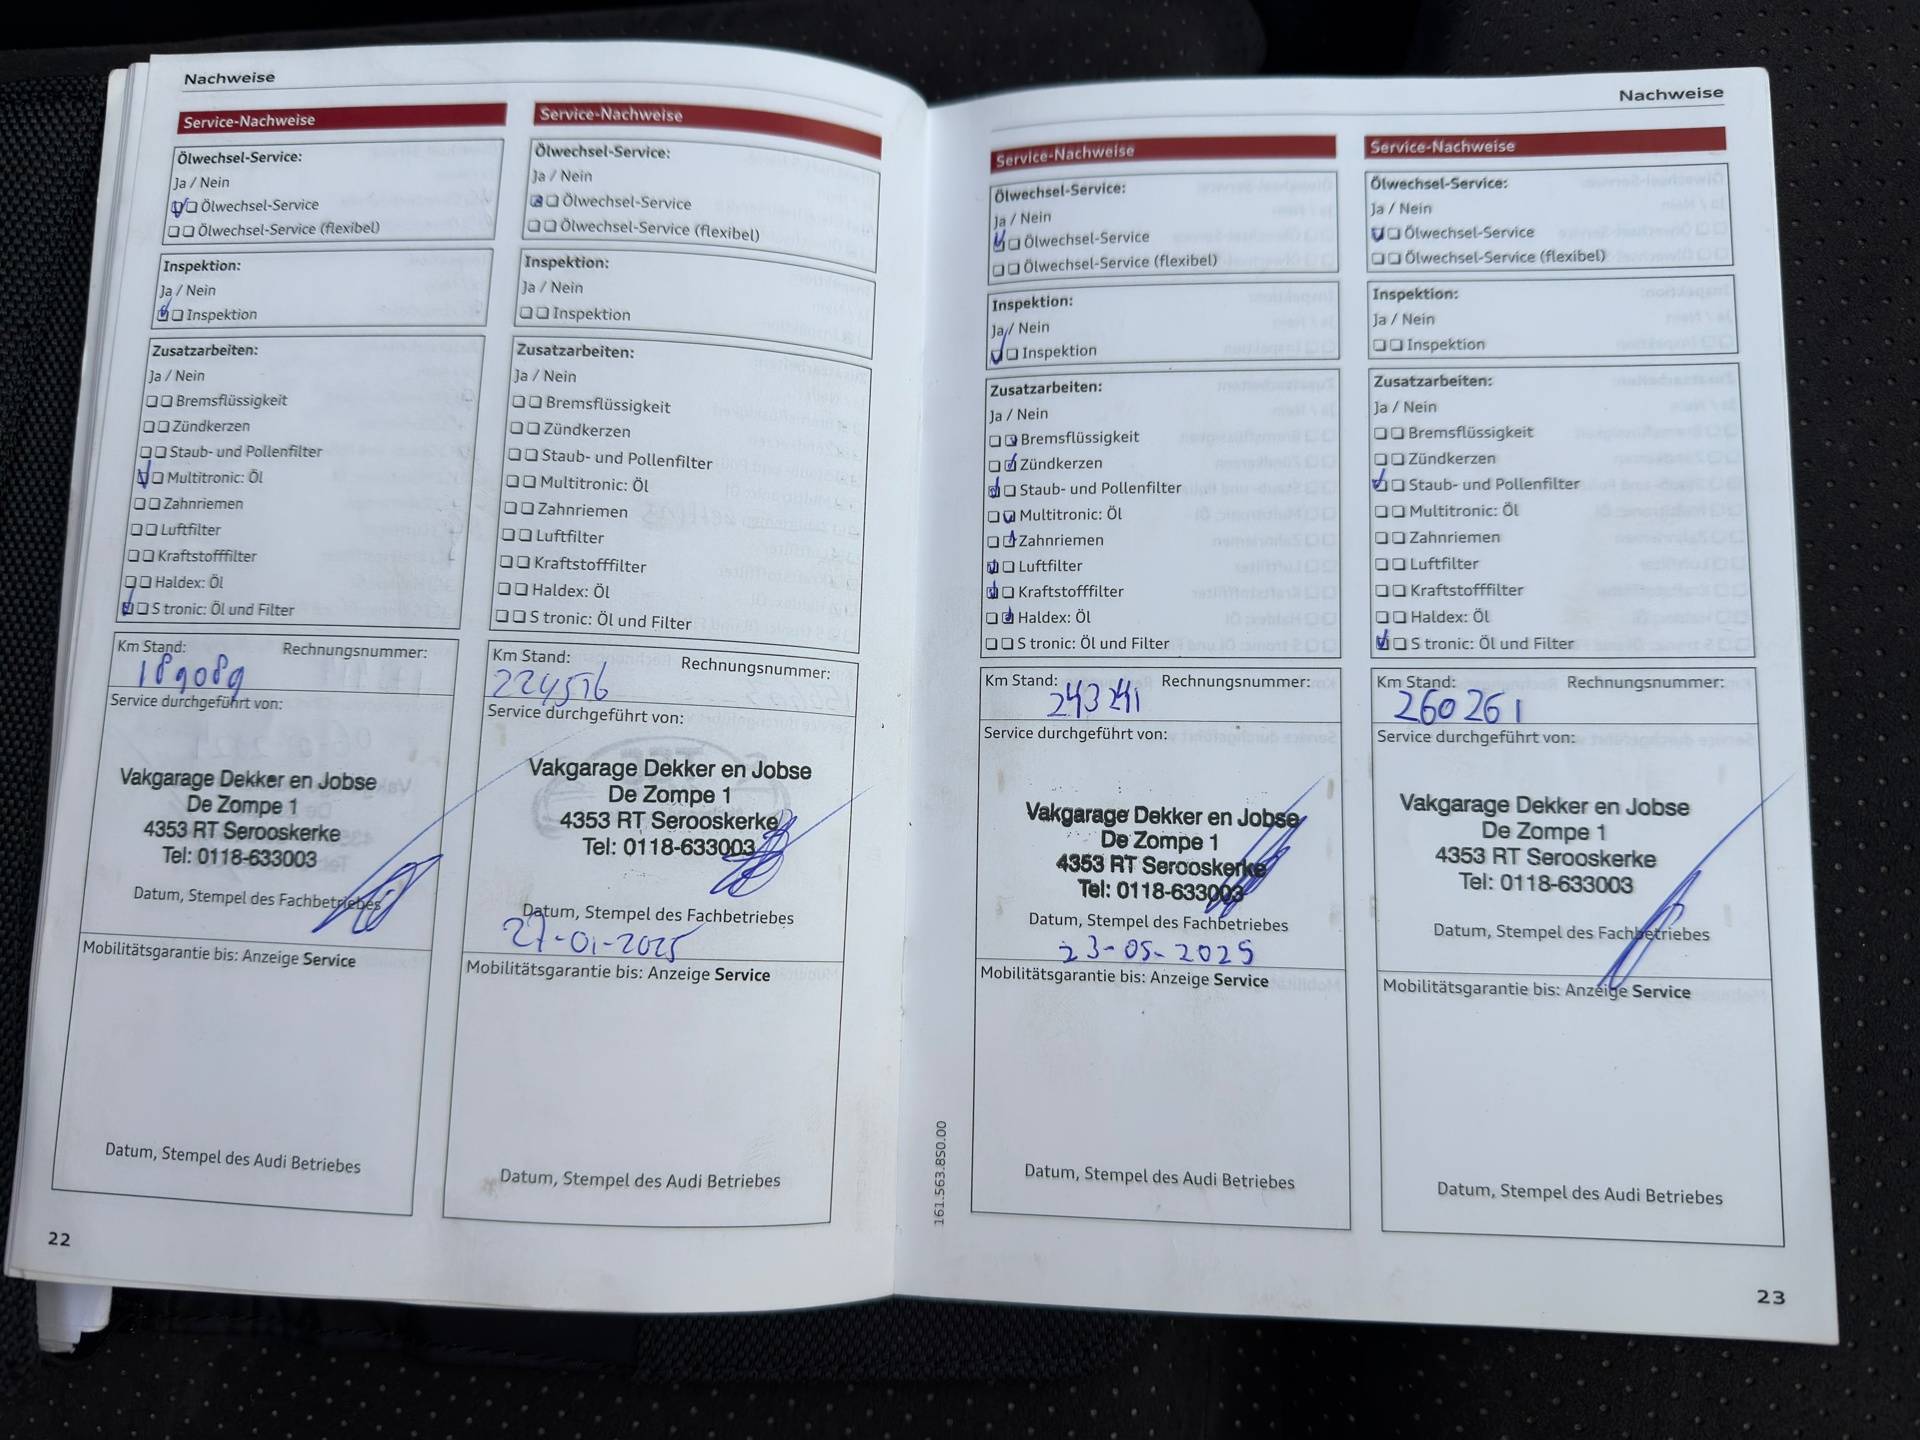 Nachweise
Service-Nachweise
Ölwechsel-Service:
Ja / Nein
Ölwechsel-Service
Ölwechsel-Service (flexibel)
Inspektion:
Ja / Nein
Inspektion
Zusatzarbeiten:
Ja / Nein
Bremsflüssigkeit
Zündkerzen
Staub- und Pollenfilter
Multitronic: Öl
Zahnriemen
Luftfilter
Kraftstofffilter
Haldex: Öl
S tronic: Öl und Filter
Km Stand: Rechnungsnummer:
189089
Service durchgeführt von:
Vakgarage Dekker en Jobse
De Zompe 1
4353 RT Serooskerke
Tel: 0118-633003
Datum, Stempel des Fachbetriebes
Mobilitätsgarantie bis: Anzeige Service
Datum, Stempel des Audi Betriebes
22
Service-Nachweise
Ölwechsel-Service:
Ja / Nein
Ölwechsel-Service
Ölwechsel-Service (flexibel)
Inspektion:
Ja / Nein
Inspektion
Zusatzarbeiten:
Ja / Nein
Bremsflüssigkeit
Zündkerzen
Staub- und Pollenfilter
Multitronic: Öl
Zahnriemen
Luftfilter
Kraftstofffilter
Haldex: Öl
S tronic: Öl und Filter
Km Stand: Rechnungsnummer:
224516
Service durchgeführt von:
Vakgarage Dekker en Jobse
De Zompe 1
4353 RT Serooskerke
Tel: 0118-633003
Datum, Stempel des Fachbetriebes
27-01-2025
Mobilitätsgarantie bis: Anzeige Service
Datum, Stempel des Audi Betriebes
Nachweise
Service-Nachweise
Ölwechsel-Service:
Ja / Nein
Ölwechsel-Service
Ölwechsel-Service (flexibel)
Inspektion:
Ja / Nein
Inspektion
Zusatzarbeiten:
Ja / Nein
Bremsflüssigkeit
Zündkerzen
Staub- und Pollenfilter
Multitronic: Öl
Zahnriemen
Luftfilter
Kraftstofffilter
Haldex: Öl
S tronic: Öl und Filter
Km Stand: Rechnungsnummer:
243241
Service durchgeführt von:
Vakgarage Dekker en Jobse
De Zompe 1
4353 RT Serooskerke
Tel: 0118-633003
Datum, Stempel des Fachbetriebes
23-05-2025
Mobilitätsgarantie bis: Anzeige Service
Datum, Stempel des Audi Betriebes
161.563.850.00
Service-Nachweise
Ölwechsel-Service:
Ja / Nein
Ölwechsel-Service
Ölwechsel-Service (flexibel)
Inspektion:
Ja / Nein
Inspektion
Zusatzarbeiten:
Ja / Nein
Bremsflüssigkeit
Zündkerzen
Staub- und Pollenfilter
Multitronic: Öl
Zahnriemen
Luftfilter
Kraftstofffilter
Haldex: Öl
S tronic: Öl und Filter
Km Stand: Rechnungsnummer:
260261
Service durchgeführt von:
Vakgarage Dekker en Jobse
De Zompe 1
4353 RT Serooskerke
Tel: 0118-633003
Datum, Stempel des Fachbetriebes
Mobilitätsgarantie bis: Anzeige Service
Datum, Stempel des Audi Betriebes
23